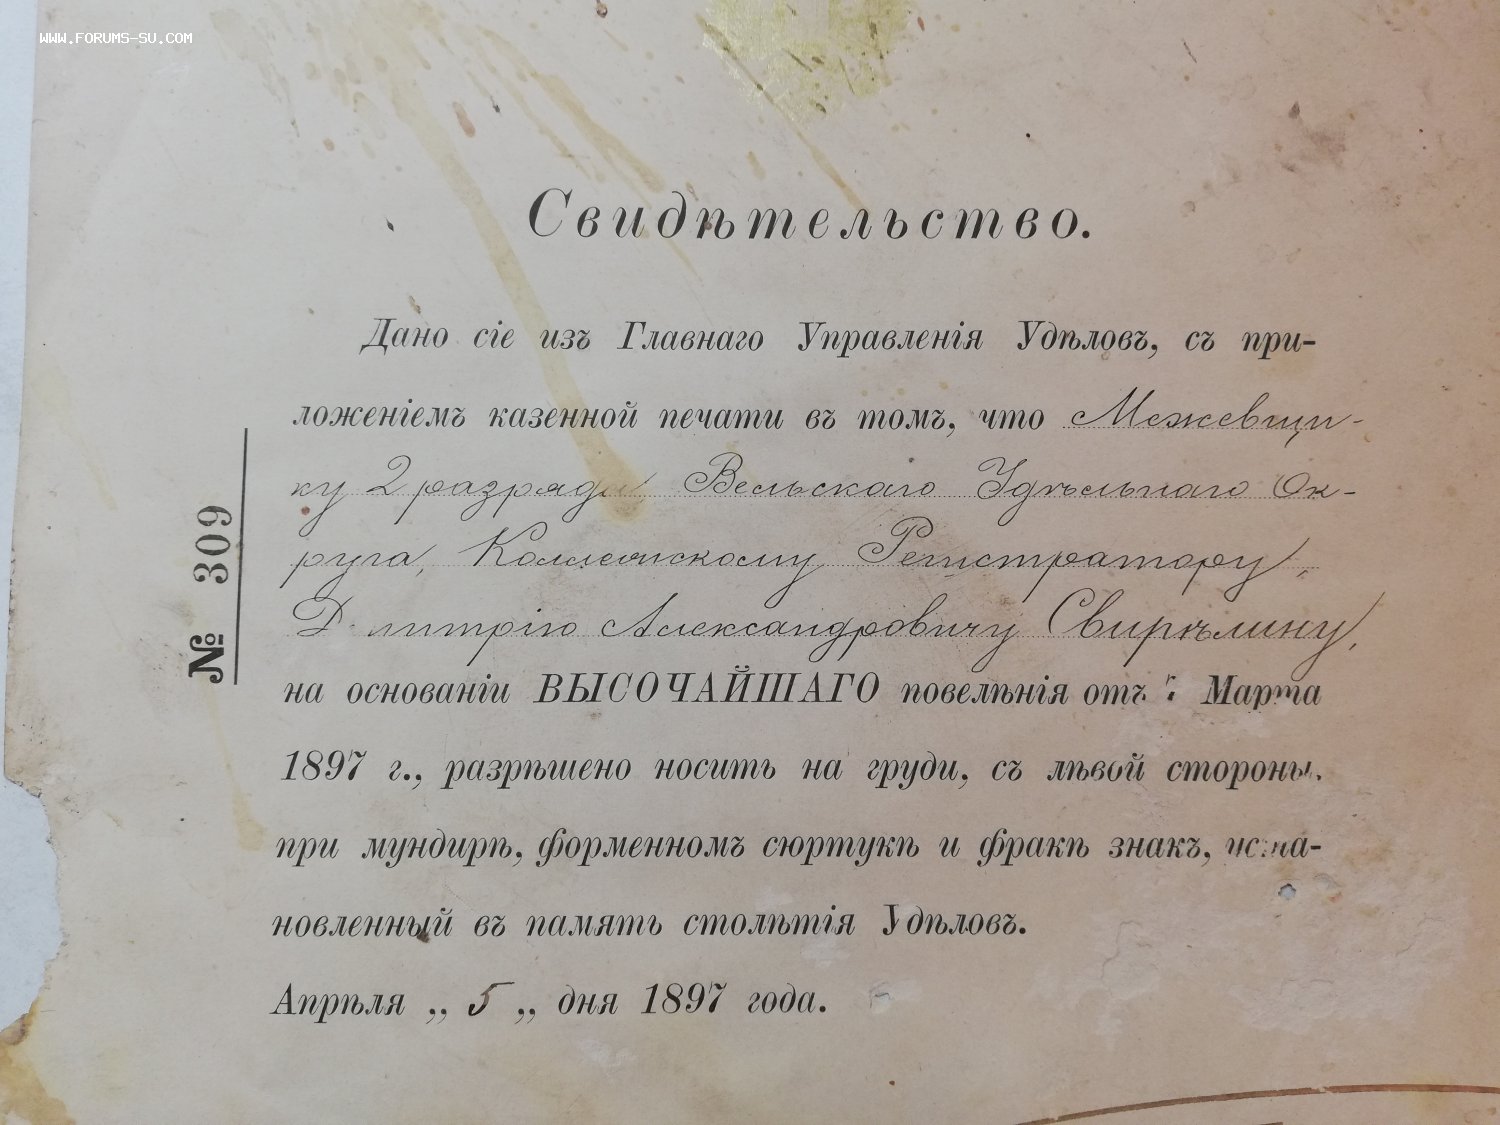 WWW.FORUMS-SU.COM
Свидѣтельство.
Дано сіе изъ Главнаго Управленія Удѣловъ, съ при-
ложеніемъ казенной печати въ томъ, что Межевщи-
ку 2 разряда Вельскаго Удѣльнаго Ок-
руга, Коллежскому Регистратору,
Дмитрію Александровичу Свирѣлину,
на основаніи ВЫСОЧАЙШАГО повелѣнія отъ Марта
1897 г., разрѣшено носить на груди, съ лѣвой стороны,
при мундирѣ, форменномъ сюртукѣ и фракѣ знакъ, уста-
новленный въ память столѣтія Удѣловъ.
Апрѣля „ 5 „ дня 1897 года.
№ 309